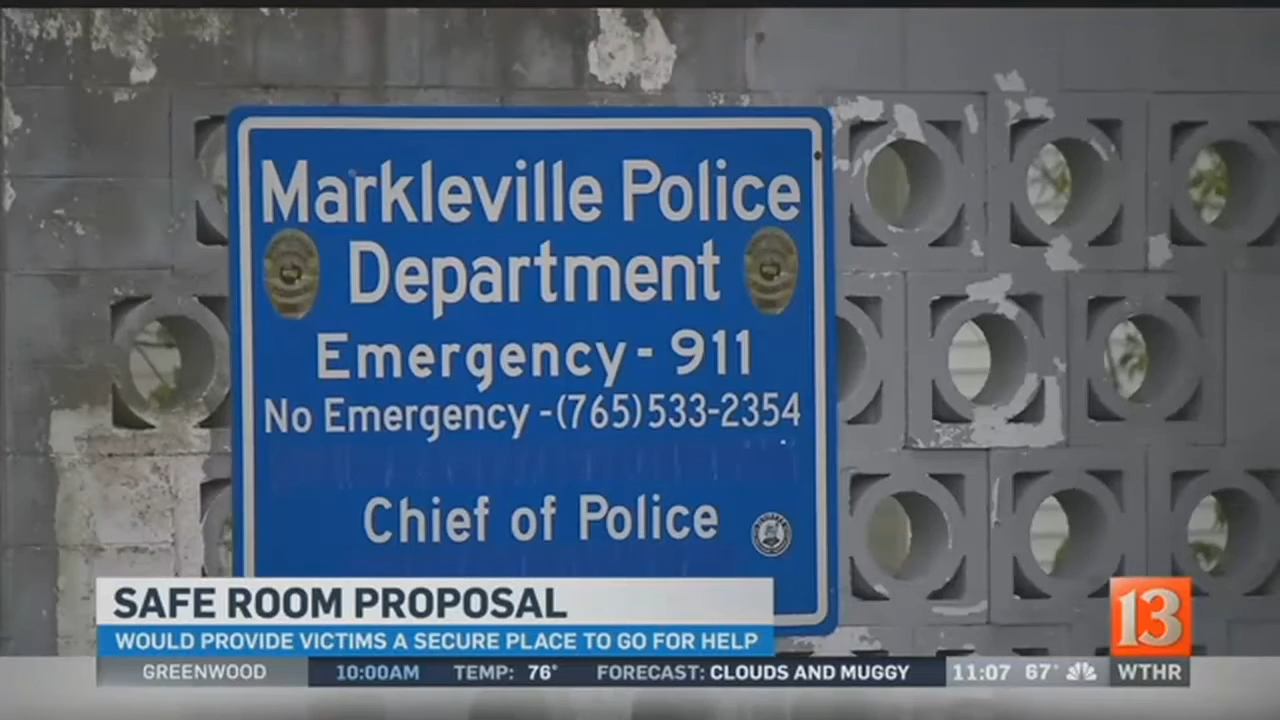 Markleville Police
Department
Emergency - 911
No Emergency - (765) 533-2354
Chief of Police
SAFE ROOM PROPOSAL
WOULD PROVIDE VICTIMS A SECURE PLACE TO GO FOR HELP
13
GREENWOOD 10:00AM TEMP: 76° FORECAST: CLOUDS AND MUGGY 11:07 67° WTHR